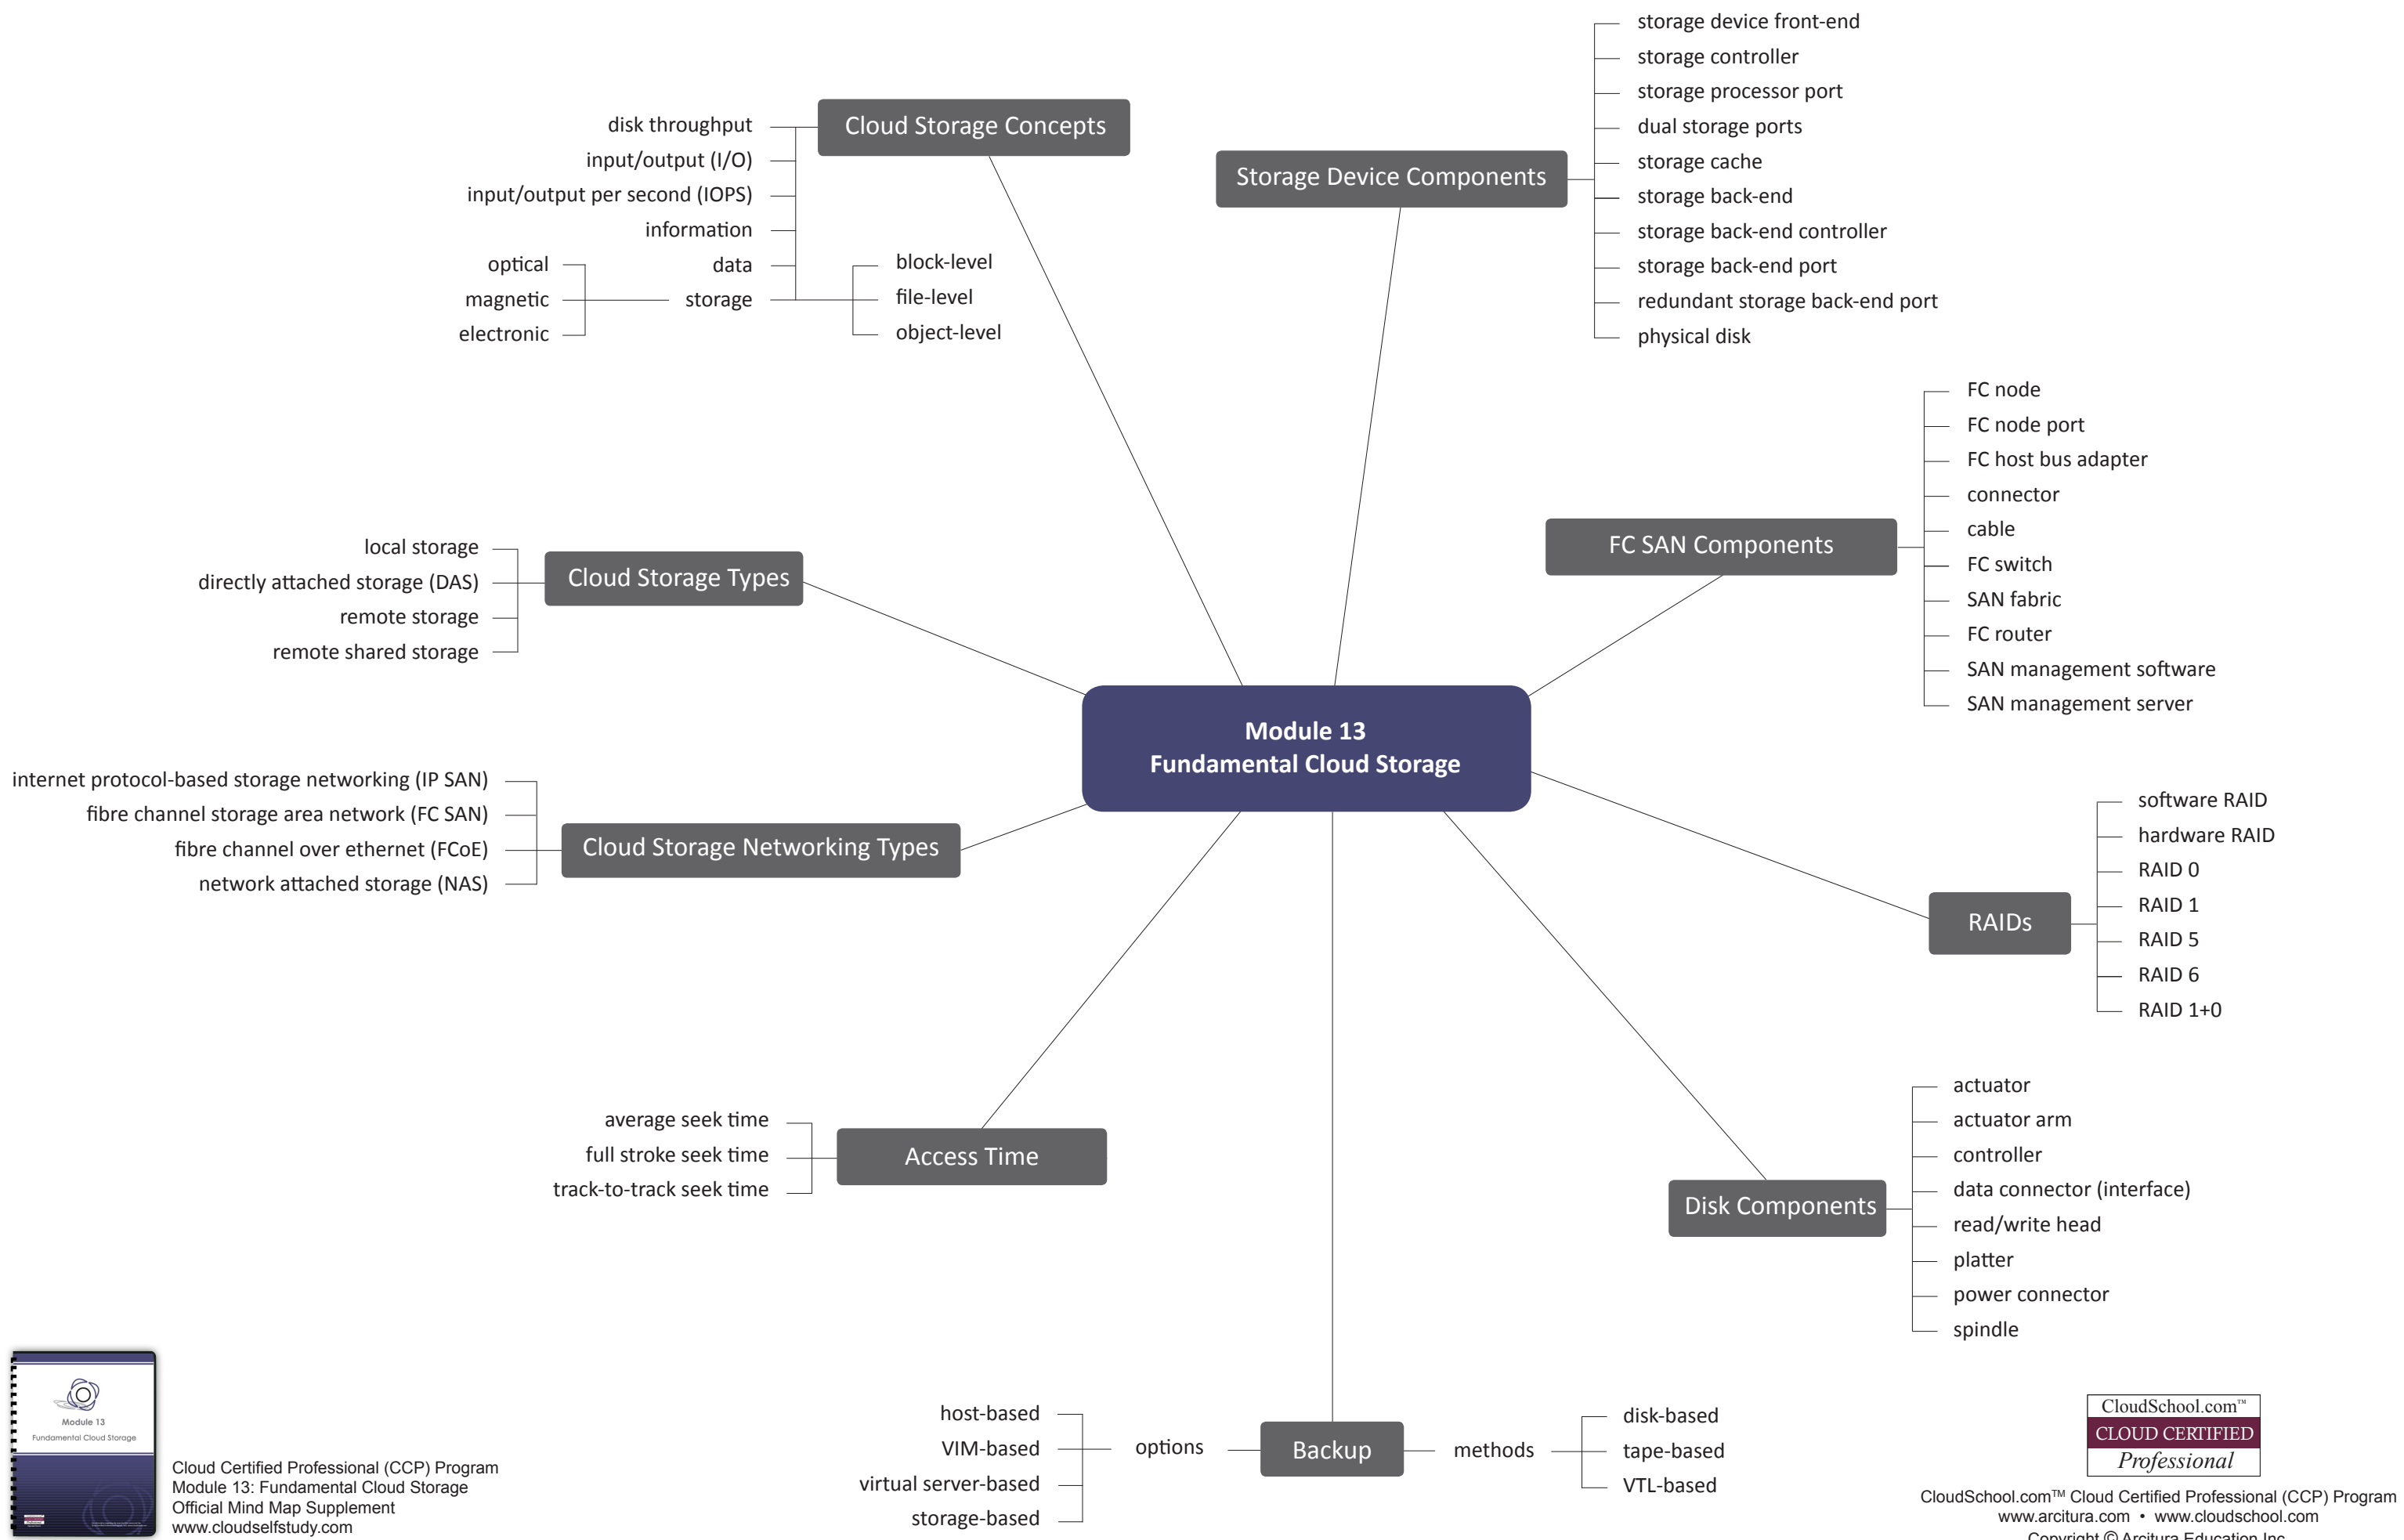 storage device front-end
storage controller
storage processor port
dual storage ports
storage cache
storage back-end
storage back-end controller
storage back-end port
redundant storage back-end port
physical disk
Storage Device Components
Cloud Storage Concepts
disk throughput
input/output (I/O)
input/output per second (IOPS)
information
data
storage
optical
magnetic
electronic
block-level
file-level
object-level
FC SAN Components
FC node
FC node port
FC host bus adapter
connector
cable
FC switch
SAN fabric
FC router
SAN management software
SAN management server
Cloud Storage Types
local storage
directly attached storage (DAS)
remote storage
remote shared storage
Module 13
Fundamental Cloud Storage
Cloud Storage Networking Types
internet protocol-based storage networking (IP SAN)
fibre channel storage area network (FC SAN)
fibre channel over ethernet (FCoE)
network attached storage (NAS)
RAIDs
software RAID
hardware RAID
RAID 0
RAID 1
RAID 5
RAID 6
RAID 1+0
Access Time
average seek time
full stroke seek time
track-to-track seek time
Disk Components
actuator
actuator arm
controller
data connector (interface)
read/write head
platter
power connector
spindle
Backup
options
host-based
VIM-based
virtual server-based
storage-based
methods
disk-based
tape-based
VTL-based
Module 13
Fundamental Cloud Storage
Cloud Certified Professional (CCP) Program
Module 13: Fundamental Cloud Storage
Official Mind Map Supplement
www.cloudselfstudy.com
CloudSchool.com™
CLOUD CERTIFIED
Professional
CloudSchool.com™ Cloud Certified Professional (CCP) Program
www.arcitura.com • www.cloudschool.com
Copyright © Arcitura Education Inc.